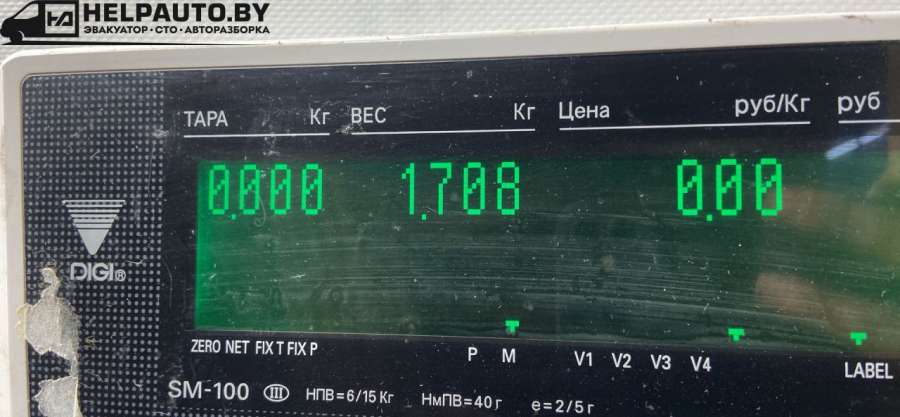 HELPAUTO.BY
ЭВАКУАТОР • СТО • АВТОРАЗБОРКА
ТАРА Кг ВЕС Кг Цена руб/Кг руб
0.000 1.708 0.00
DIGI®
ZERO NET FIX T FIX P P M V1 V2 V3 V4 LABEL
SM-100 III НПВ=6/15 Кг НмПВ=40 г e=2/5 г